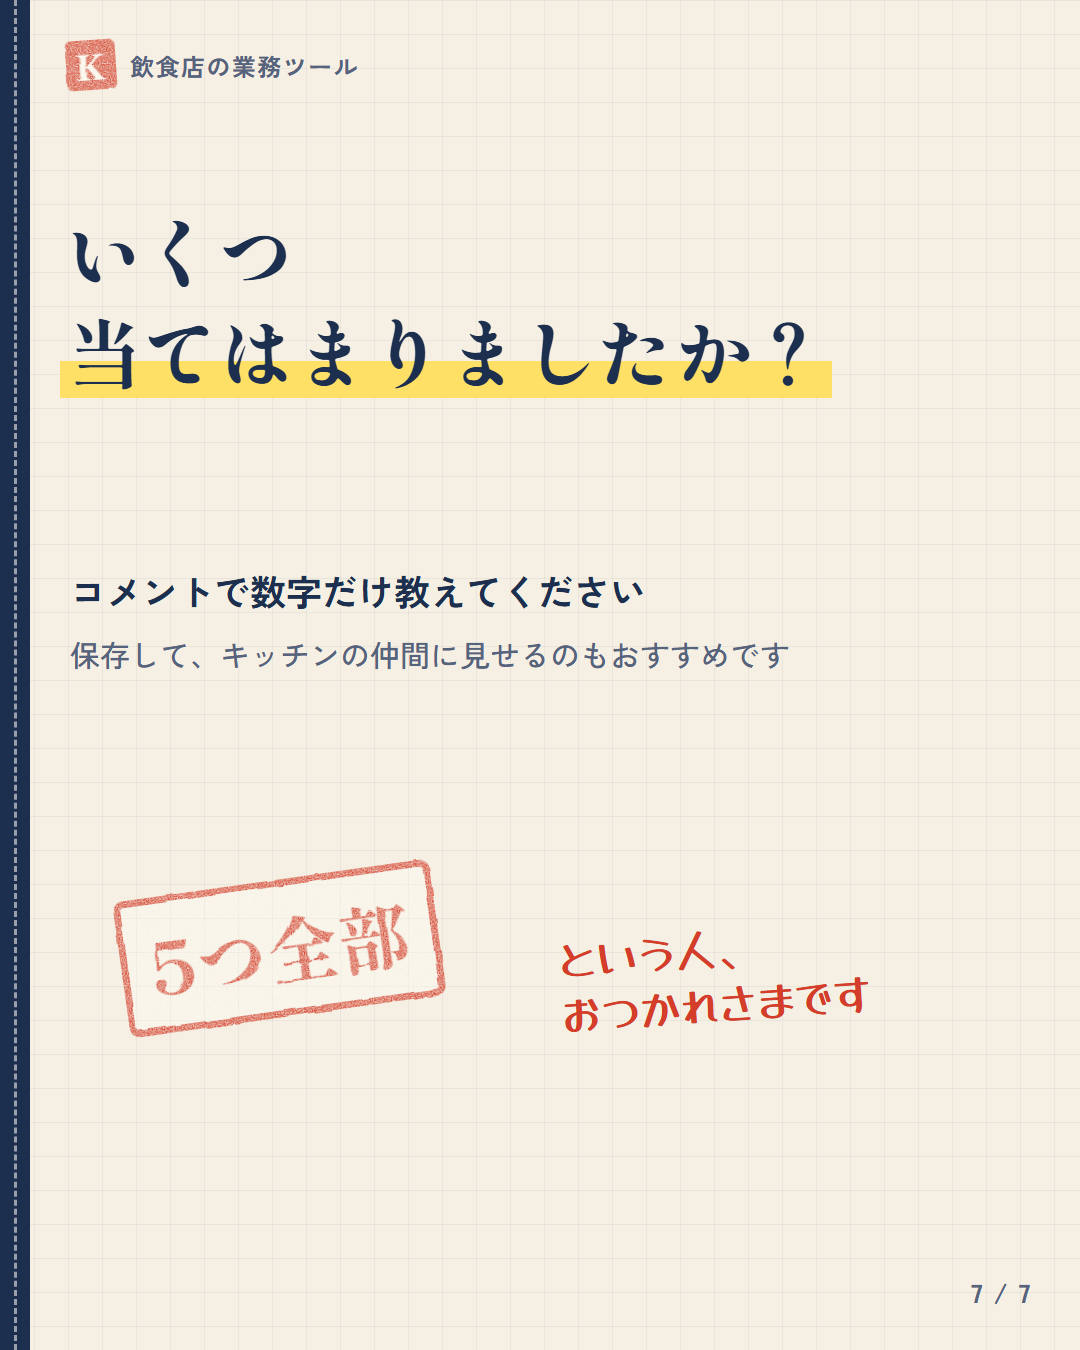 K 飲食店の業務ツール
いくつ
当てはまりましたか？
コメントで数字だけ教えてください
保存して、キッチンの仲間に見せるのもおすすめです
5つ全部
という人、
おつかれさまです
7 / 7